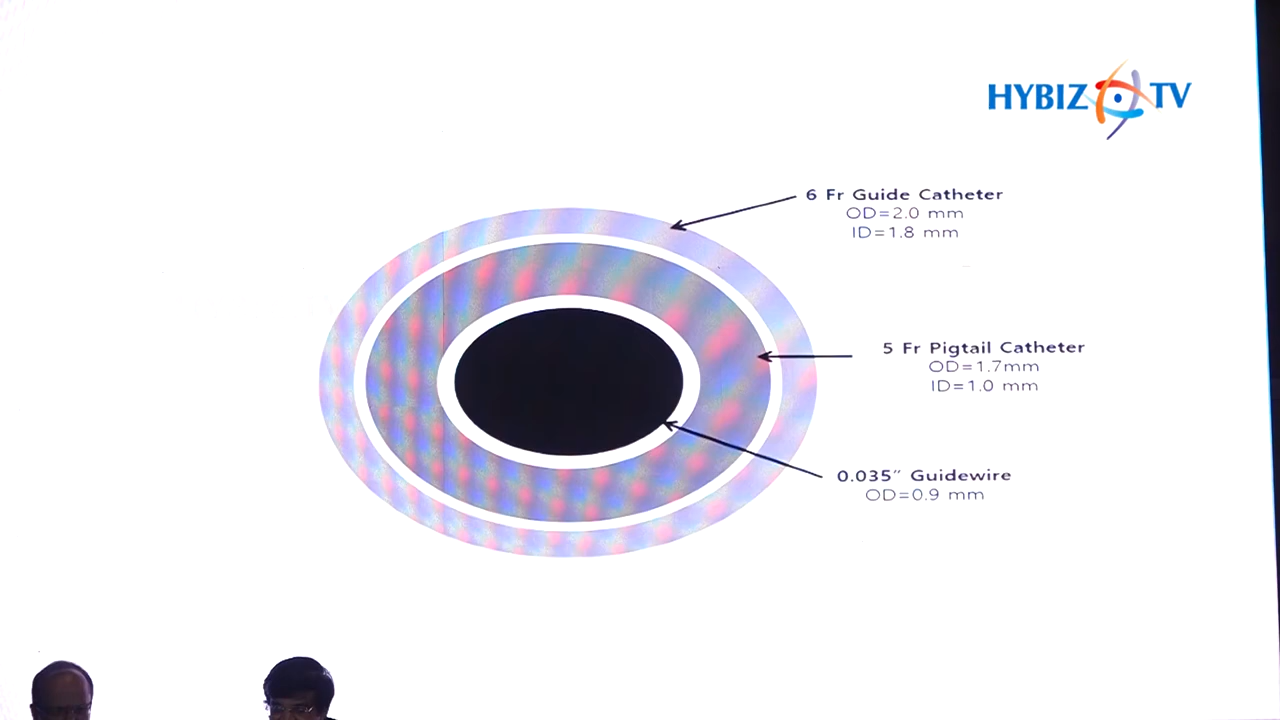 HYBIZ TV
6 Fr Guide Catheter
OD=2.0 mm
ID=1.8 mm
5 Fr Pigtail Catheter
OD=1.7mm
ID=1.0 mm
0.035″ Guidewire
OD=0.9 mm